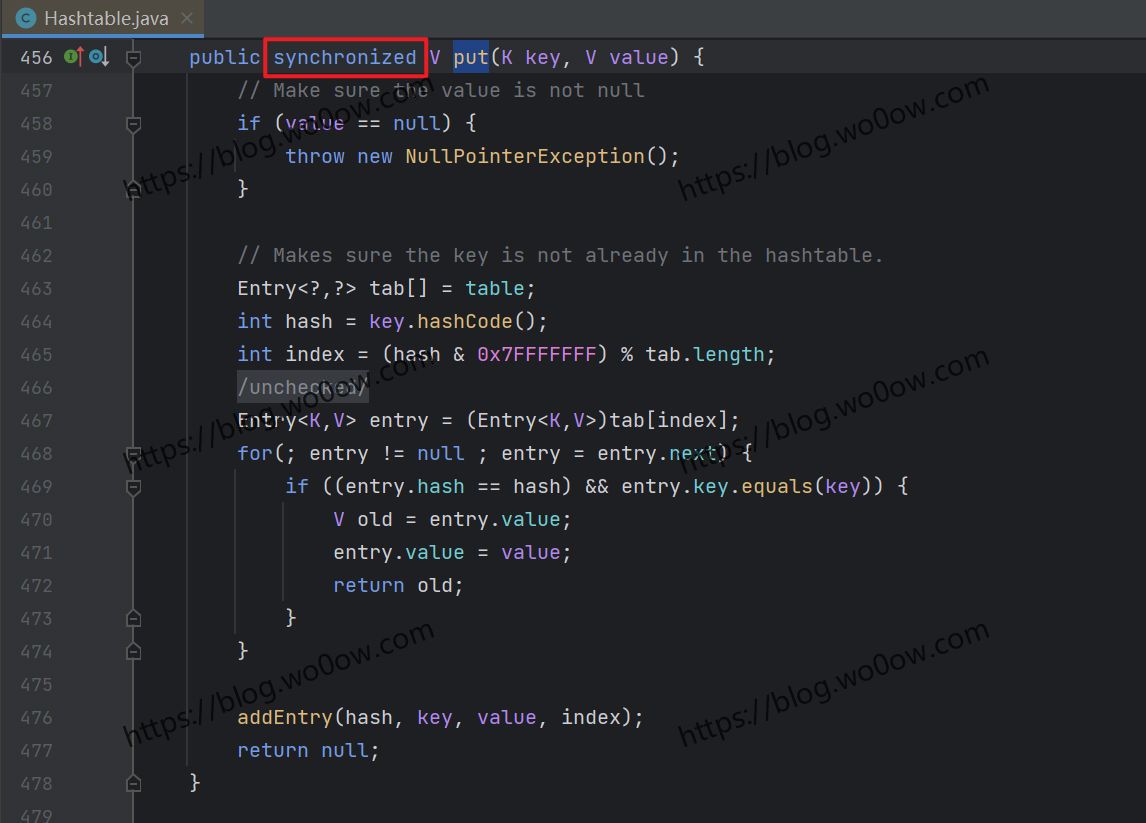 Hashtable.java
456 public synchronized V put(K key, V value) {
457 // Make sure the value is not null
458 if (value == null) {
459 throw new NullPointerException();
460 }
461
462 // Makes sure the key is not already in the hashtable.
463 Entry<?,?> tab[] = table;
464 int hash = key.hashCode();
465 int index = (hash & 0x7FFFFFFF) % tab.length;
466 /unchecked/
467 Entry<K,V> entry = (Entry<K,V>)tab[index];
468 for(; entry != null ; entry = entry.next) {
469 if ((entry.hash == hash) && entry.key.equals(key)) {
470 V old = entry.value;
471 entry.value = value;
472 return old;
473 }
474 }
475
476 addEntry(hash, key, value, index);
477 return null;
478 }
479
https://blog.wo0ow.com
https://blog.wo0ow.com
https://blog.wo0ow.com
https://blog.wo0ow.com
https://blog.wo0ow.com
https://blog.wo0ow.com